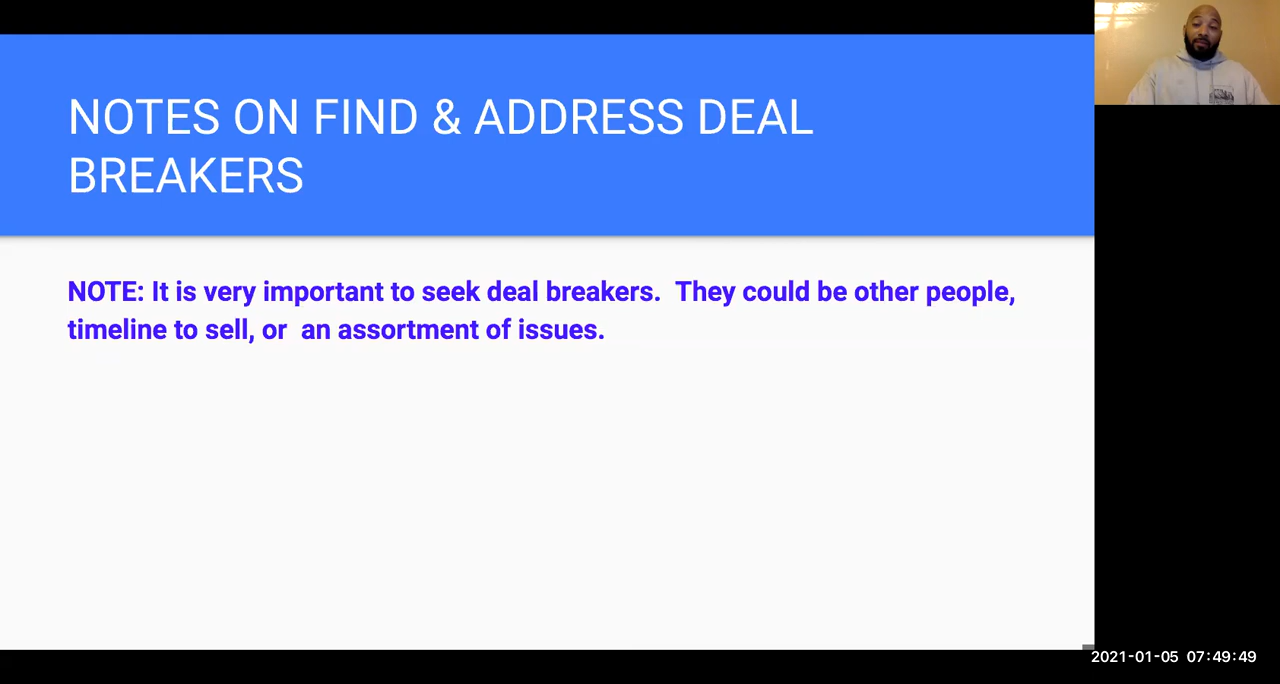 NOTES ON FIND & ADDRESS DEAL
BREAKERS
NOTE: It is very important to seek deal breakers.  They could be other people,
timeline to sell, or  an assortment of issues.
2021-01-05 07:49:49